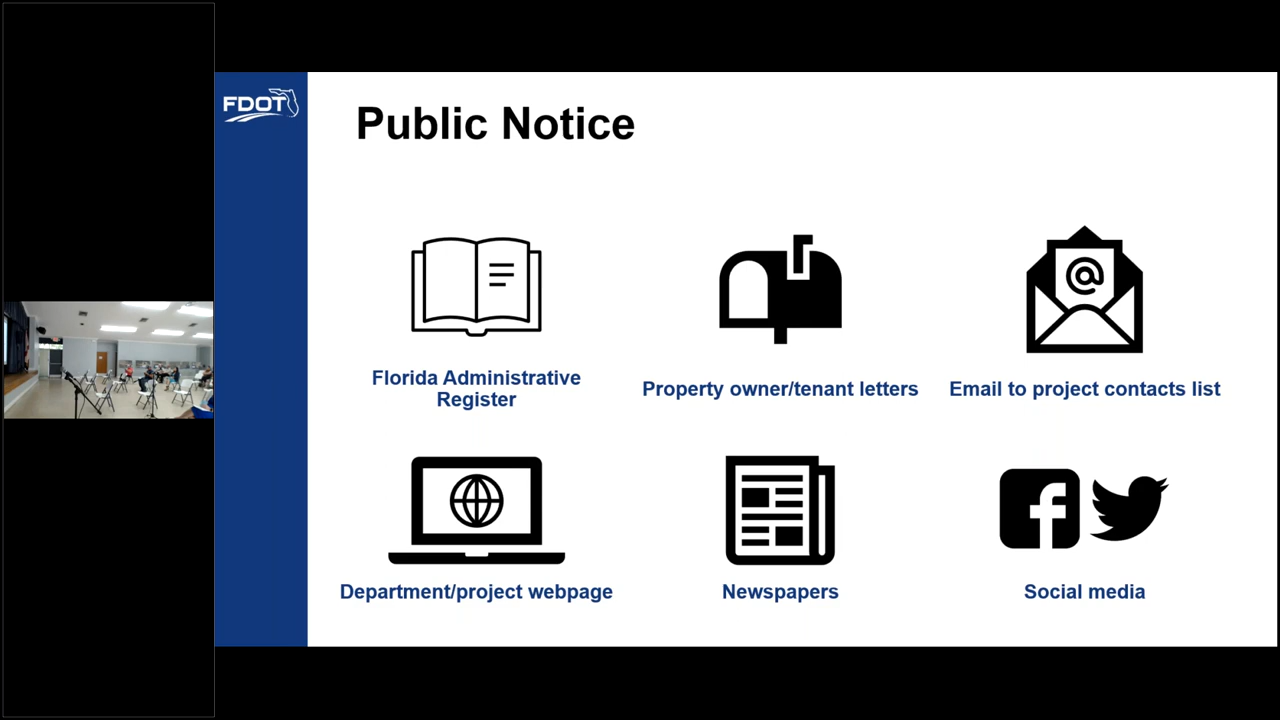 FDOT
Public Notice
@
Florida Administrative
Register
Property owner/tenant letters
Email to project contacts list
f
Department/project webpage
Newspapers
Social media